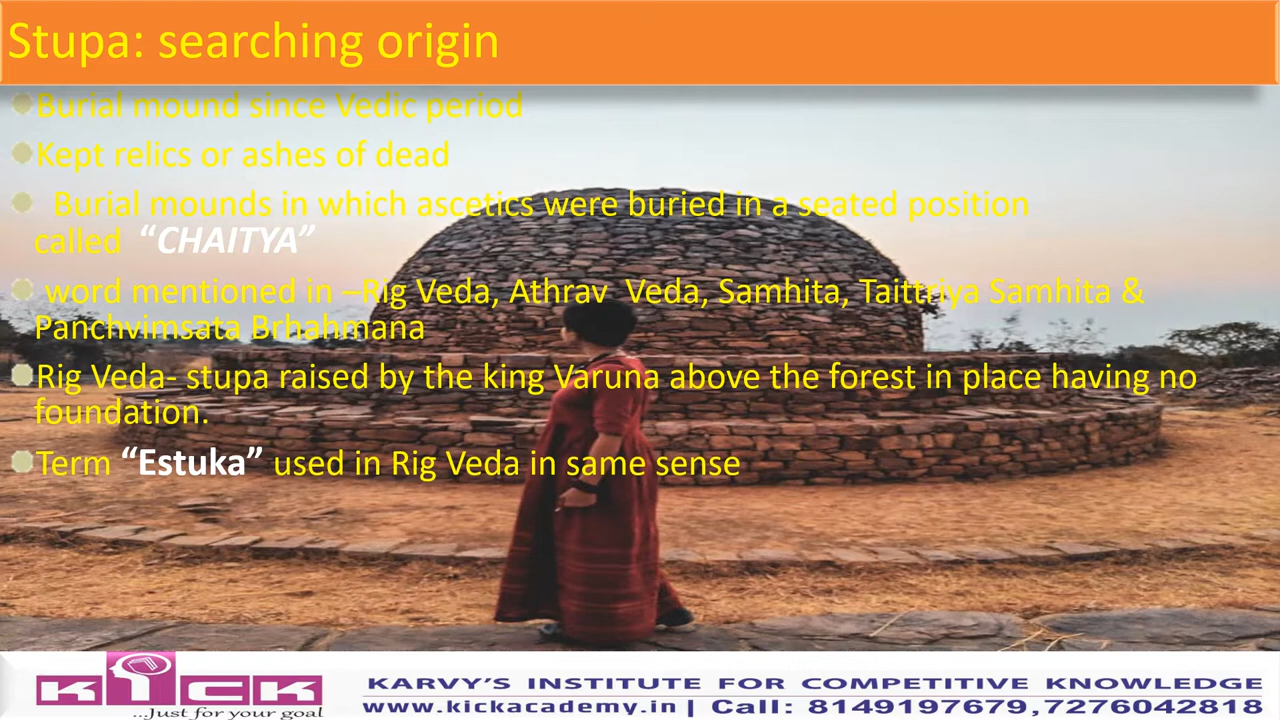 Stupa: searching origin
Burial mound since Vedic period
Kept relics or ashes of dead
Burial mounds in which ascetics were buried in a seated position
called “CHAITYA”
word mentioned in –Rig Veda, Athrav Veda, Samhita, Taittriya Samhita &
Panchvimsata Brhahmana
Rig Veda- stupa raised by the king Varuna above the forest in place having no
foundation.
Term “Estuka” used in Rig Veda in same sense
KICK
...Just for your goal
KARVY'S INSTITUTE FOR COMPETITIVE KNOWLEDGE
www.kickacademy.in | Call: 8149197679,7276042818